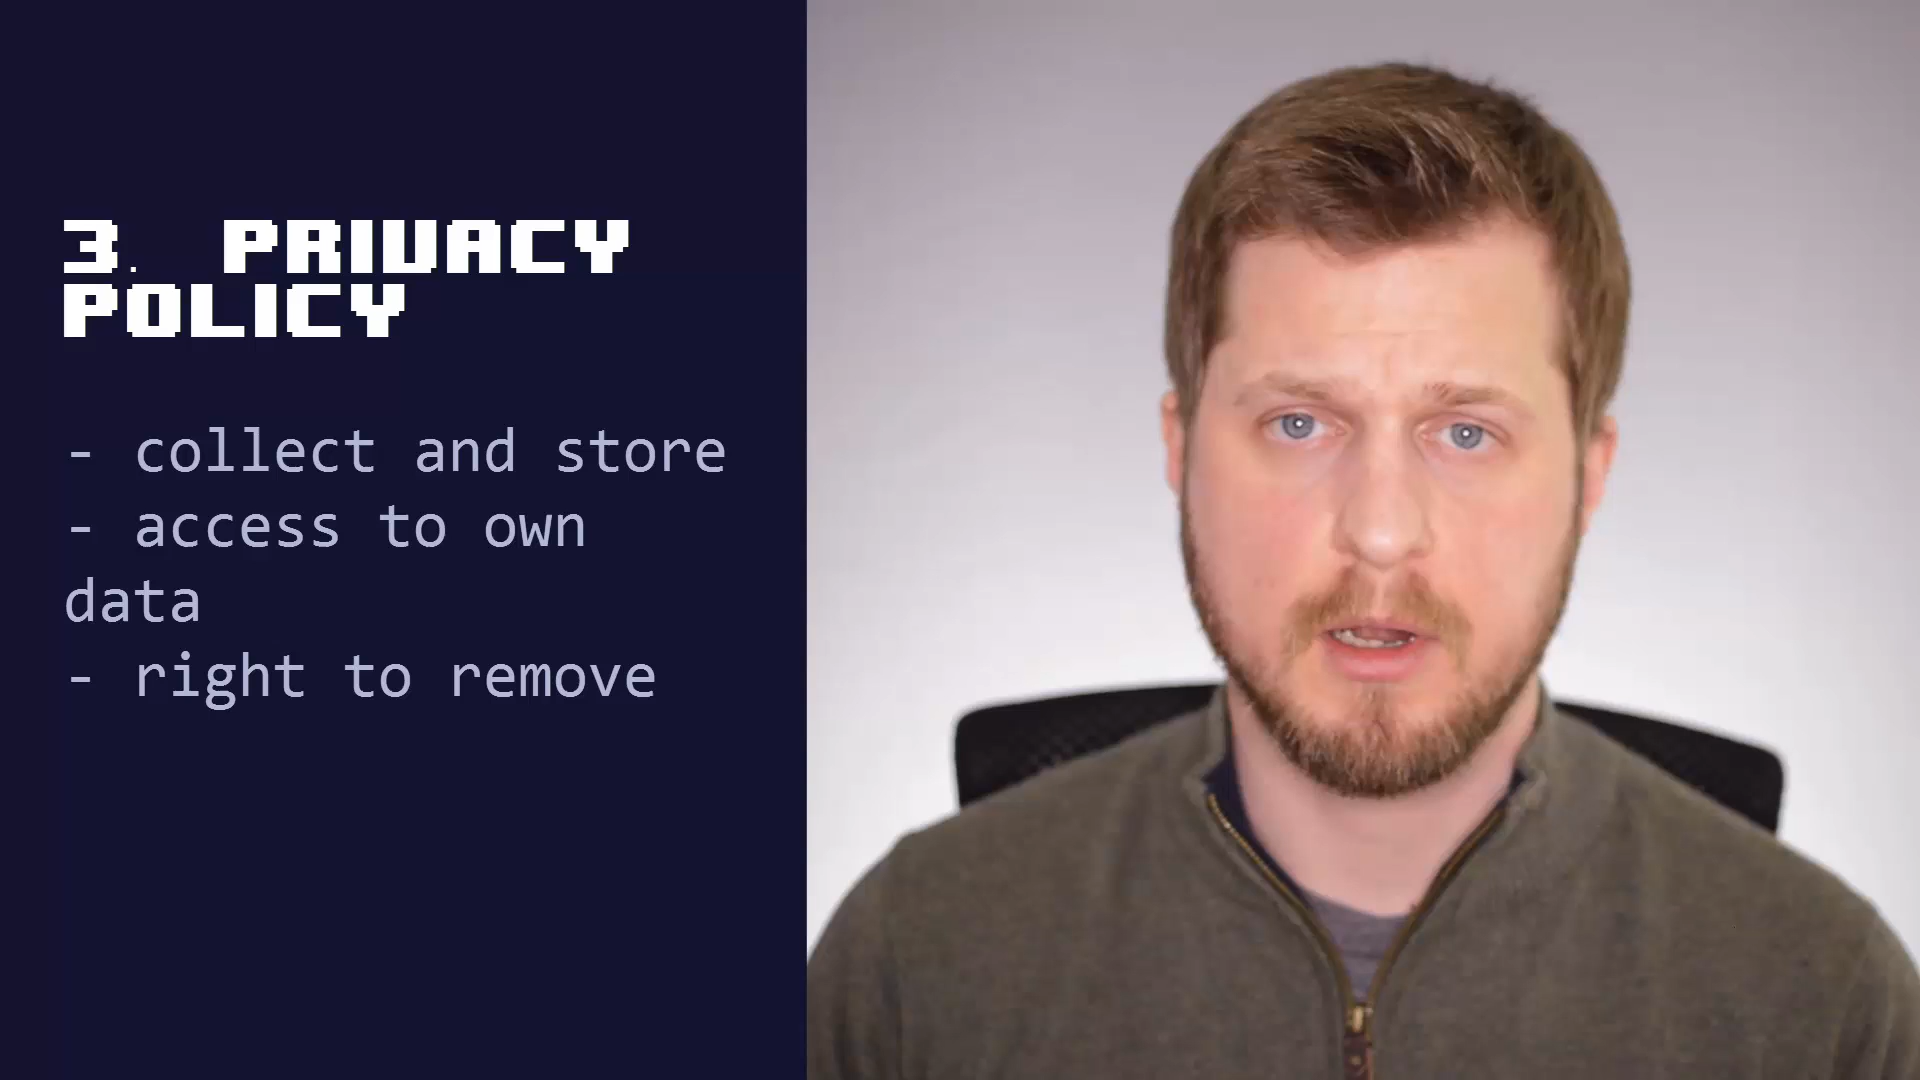 3. PRIVACY
POLICY
- collect and store
- access to own
data
- right to remove